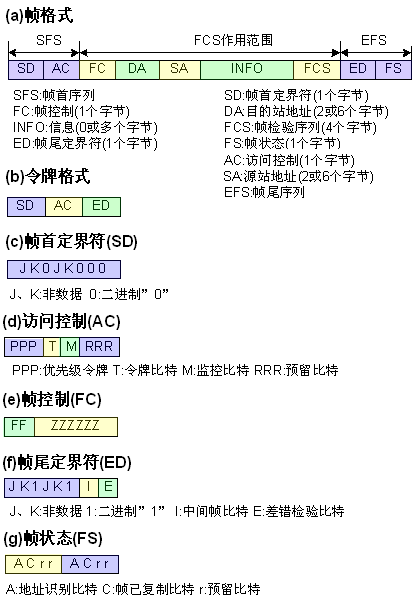 (a)帧格式
SFS FCS作用范围 EFS
SD AC FC DA SA INFO FCS ED FS
SFS:帧首序列
FC:帧控制(1个字节)
INFO:信息(0或多个字节)
ED:帧尾定界符(1个字节)
SD:帧首定界符(1个字节)
DA:目的站地址(2或6个字节)
FCS:帧检验序列(4个字节)
FS:帧状态(1个字节)
AC:访问控制(1个字节)
SA:源站地址(2或6个字节)
EFS:帧尾序列
(b)令牌格式
SD AC ED
(c)帧首定界符(SD)
J K 0 J K 0 0 0
J、K:非数据 0:二进制”0”
(d)访问控制(AC)
PPP T M RRR
PPP:优先级令牌 T:令牌比特 M:监控比特 RRR:预留比特
(e)帧控制(FC)
FF ZZZZZZ
(f)帧尾定界符(ED)
J K 1 J K 1 I E
J、K:非数据 1:二进制”1” I:中间帧比特 E:差错检验比特
(g)帧状态(FS)
A C r r A C r r
A:地址识别比特 C:帧已复制比特 r:预留比特